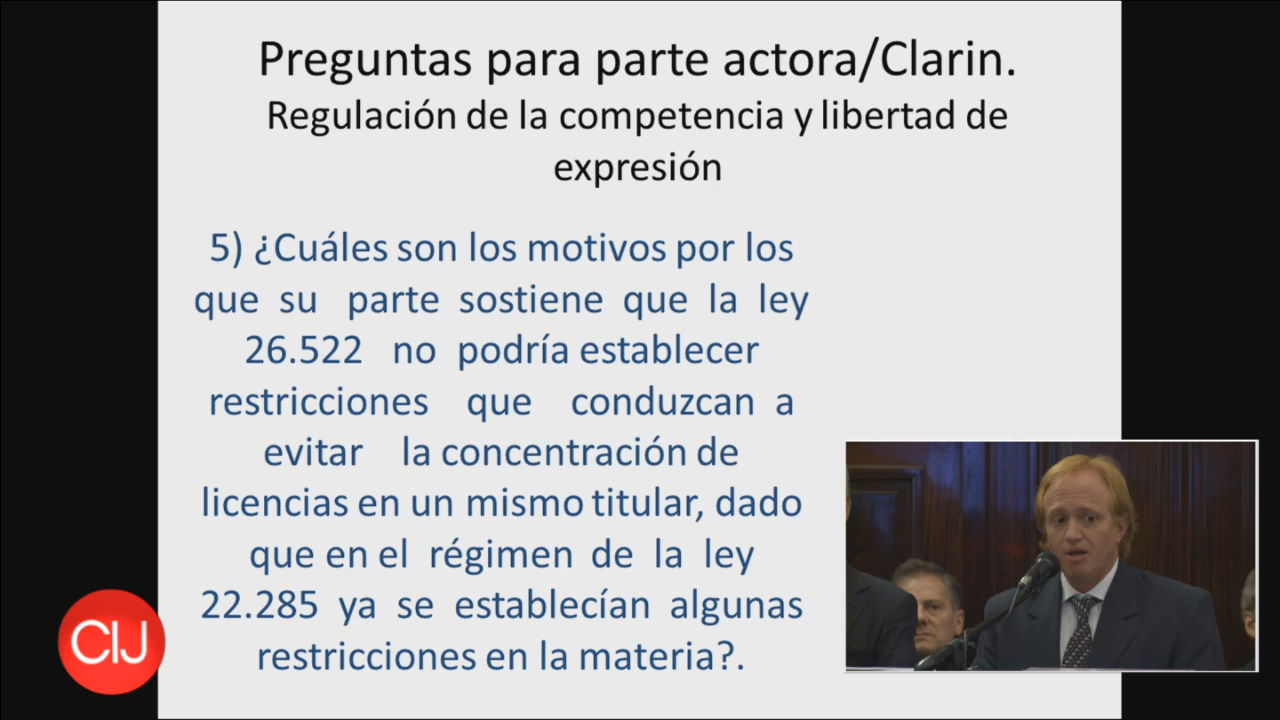 Preguntas para parte actora/Clarin.
Regulación de la competencia y libertad de
expresión
5) ¿Cuáles son los motivos por los
que su parte sostiene que la ley
26.522 no podría establecer
restricciones que conduzcan a
evitar la concentración de
licencias en un mismo titular, dado
que en el régimen de la ley
22.285 ya se establecían algunas
restricciones en la materia?.
CIJ